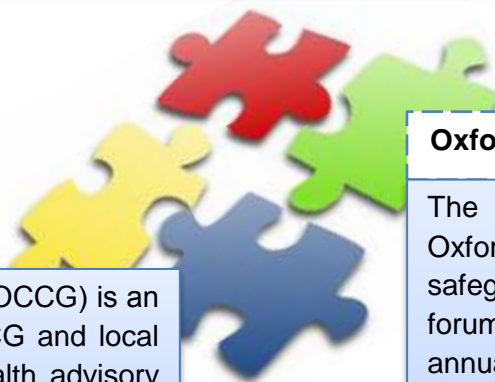 Oxfo
The
Oxfor
safeg
forum
annua
OCCG) is an
CG and local
alth advisory